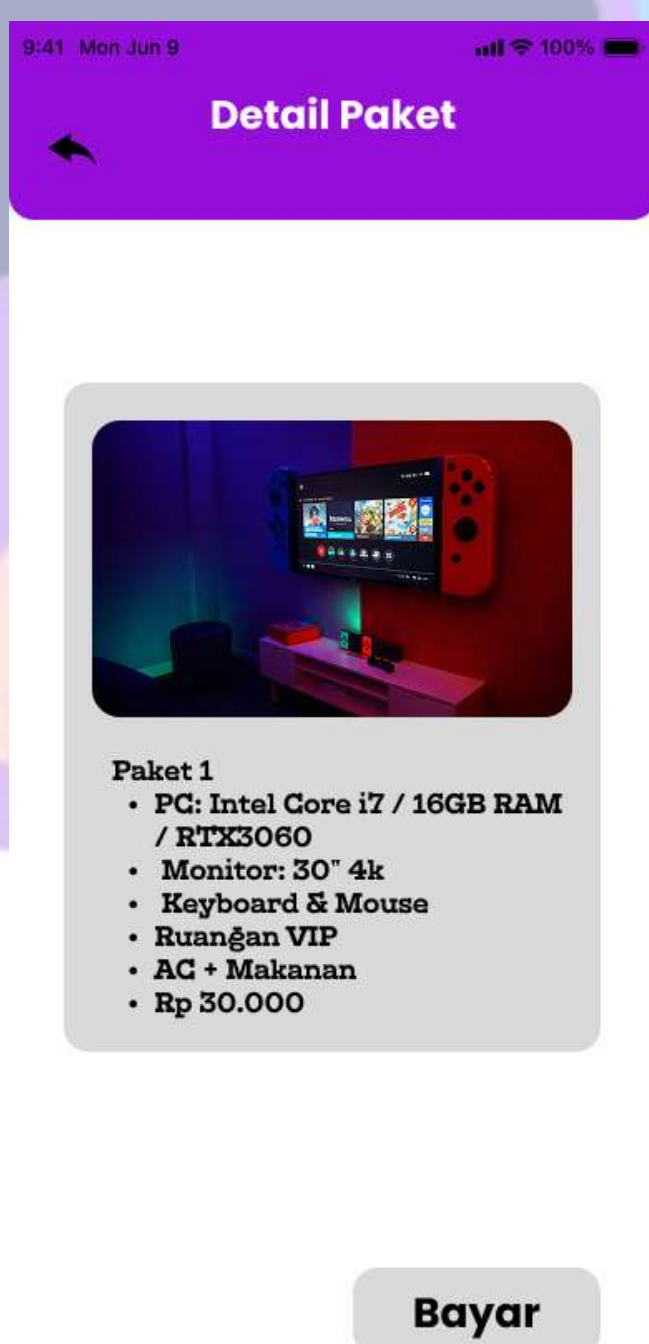 9:41 Mon Jun 9 100%
Detail Paket
Paket 1
• PC: Intel Core i7 / 16GB RAM
/ RTX3060
• Monitor: 30" 4k
• Keyboard & Mouse
• Ruangan VIP
• AC + Makanan
• Rp 30.000
Bayar